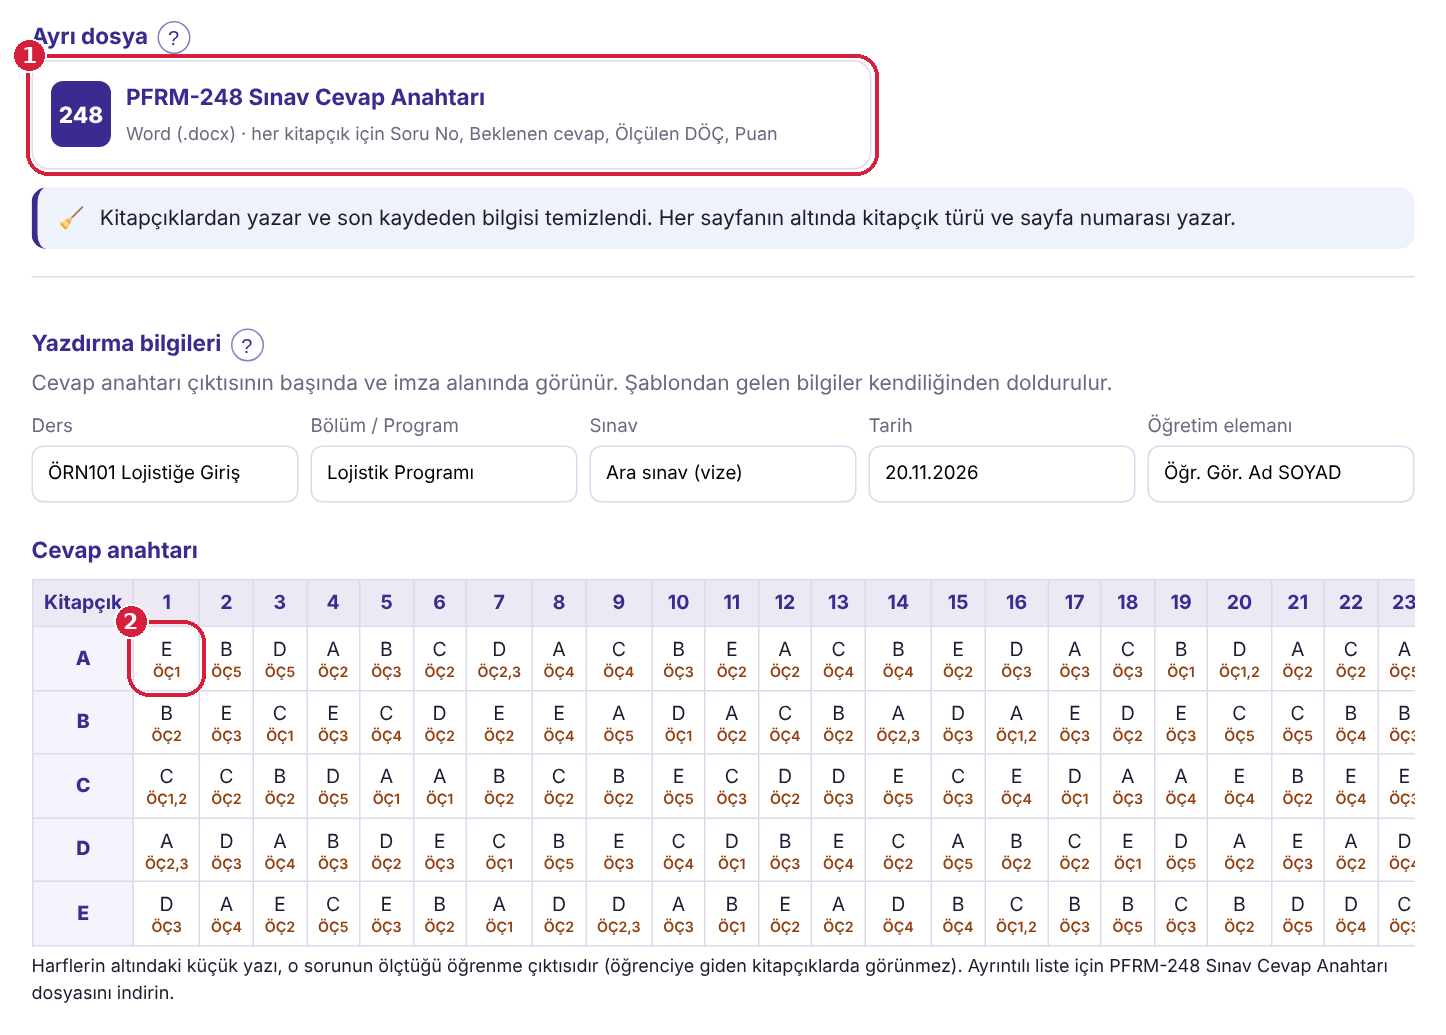 Ayrı dosya ?
1
248
PFRM-248 Sınav Cevap Anahtarı
Word (.docx) · her kitapçık için Soru No, Beklenen cevap, Ölçülen DÖÇ, Puan
Kitapçıklardan yazar ve son kaydeden bilgisi temizlendi. Her sayfanın altında kitapçık türü ve sayfa numarası yazar.
Yazdırma bilgileri ?
Cevap anahtarı çıktısının başında ve imza alanında görünür. Şablondan gelen bilgiler kendiliğinden doldurulur.
Ders Bölüm / Program Sınav Tarih Öğretim elemanı
ÖRN101 Lojistiğe Giriş Lojistik Programı Ara sınav (vize) 20.11.2026 Öğr. Gör. Ad SOYAD
Cevap anahtarı
Kitapçık 1 2 3 4 5 6 7 8 9 10 11 12 13 14 15 16 17 18 19 20 21 22 23
2
A E B D A B C D A C B E A C B E D A C B D A C A
ÖÇ1 ÖÇ5 ÖÇ5 ÖÇ2 ÖÇ3 ÖÇ2 ÖÇ2,3 ÖÇ4 ÖÇ4 ÖÇ3 ÖÇ2 ÖÇ2 ÖÇ4 ÖÇ4 ÖÇ2 ÖÇ3 ÖÇ3 ÖÇ3 ÖÇ1 ÖÇ1,2 ÖÇ2 ÖÇ2 ÖÇ5
B B E C E C D E E A D A C B A D A E D E C C B B
ÖÇ2 ÖÇ3 ÖÇ1 ÖÇ3 ÖÇ4 ÖÇ2 ÖÇ2 ÖÇ4 ÖÇ5 ÖÇ1 ÖÇ2 ÖÇ4 ÖÇ2 ÖÇ2,3 ÖÇ3 ÖÇ1,2 ÖÇ3 ÖÇ2 ÖÇ3 ÖÇ5 ÖÇ5 ÖÇ4 ÖÇ3
C C C B D A A B C B E C D D E C E D A A E B E E
ÖÇ1,2 ÖÇ2 ÖÇ2 ÖÇ5 ÖÇ1 ÖÇ1 ÖÇ2 ÖÇ2 ÖÇ2 ÖÇ5 ÖÇ3 ÖÇ2 ÖÇ3 ÖÇ5 ÖÇ3 ÖÇ4 ÖÇ1 ÖÇ3 ÖÇ4 ÖÇ4 ÖÇ2 ÖÇ4 ÖÇ3
D A D A B D E C B E C D B E C A B C E D A E A D
ÖÇ2,3 ÖÇ3 ÖÇ4 ÖÇ3 ÖÇ2 ÖÇ3 ÖÇ1 ÖÇ5 ÖÇ3 ÖÇ4 ÖÇ1 ÖÇ3 ÖÇ4 ÖÇ2 ÖÇ5 ÖÇ2 ÖÇ2 ÖÇ1 ÖÇ5 ÖÇ2 ÖÇ3 ÖÇ2 ÖÇ4
E D A E C E B A D D A B E A D B C B B C B D D C
ÖÇ3 ÖÇ4 ÖÇ2 ÖÇ5 ÖÇ3 ÖÇ2 ÖÇ1 ÖÇ2 ÖÇ2,3 ÖÇ3 ÖÇ1 ÖÇ2 ÖÇ2 ÖÇ4 ÖÇ4 ÖÇ1,2 ÖÇ3 ÖÇ5 ÖÇ3 ÖÇ2 ÖÇ5 ÖÇ4 ÖÇ3
Harflerin altındaki küçük yazı, o sorunun ölçtüğü öğrenme çıktısıdır (öğrenciye giden kitapçıklarda görünmez). Ayrıntılı liste için PFRM-248 Sınav Cevap Anahtarı
dosyasını indirin.